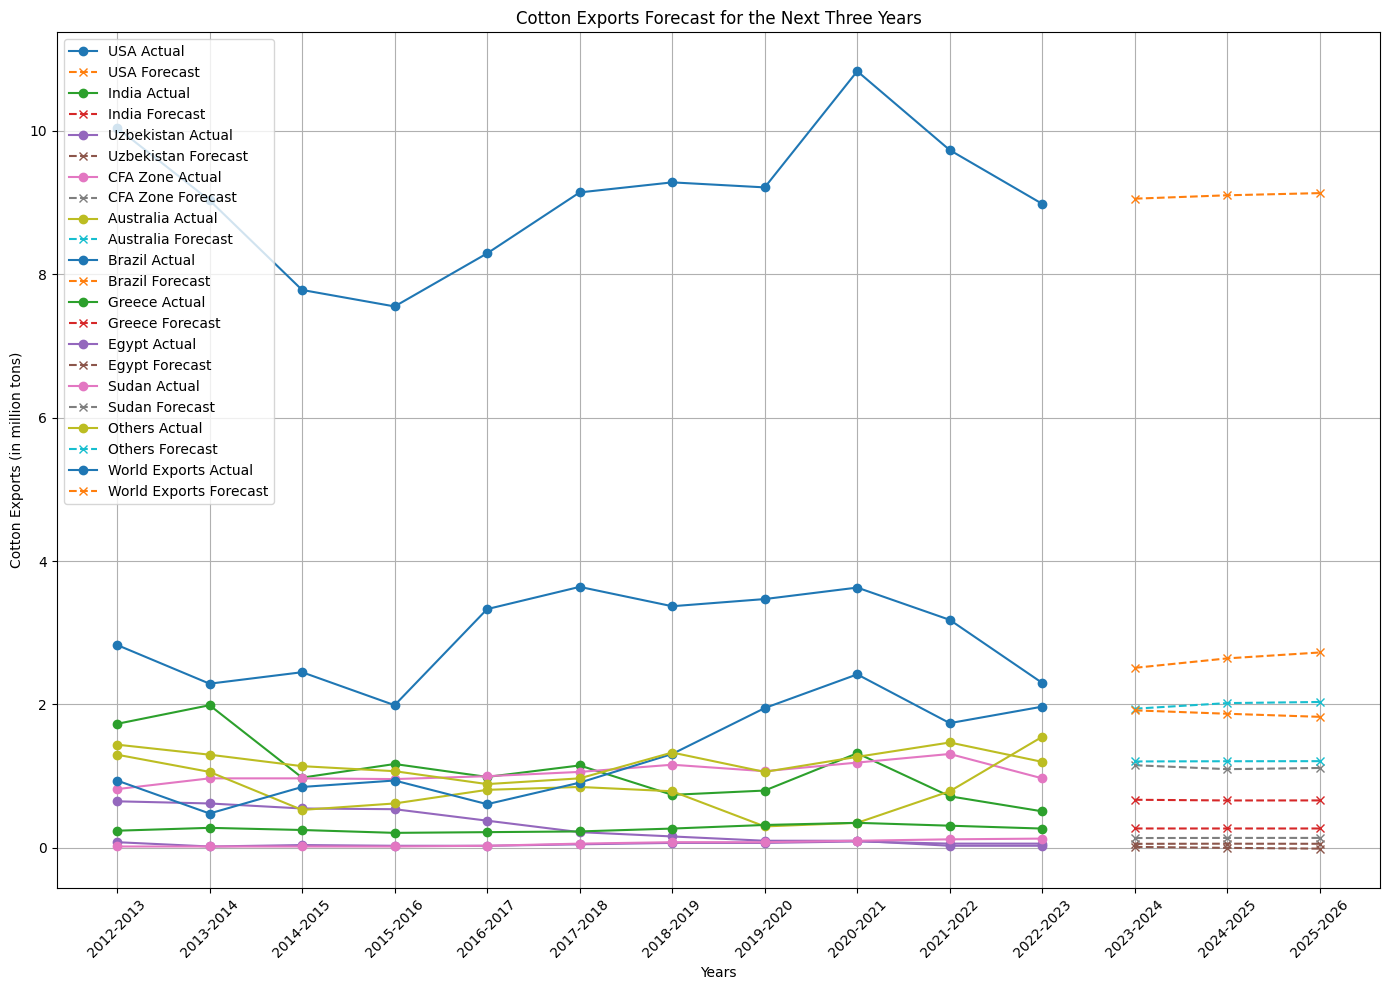 Cotton Exports Forecast for the Next Three Years
USA Actual
USA Forecast
India Actual
India Forecast
Uzbekistan Actual
Uzbekistan Forecast
CFA Zone Actual
CFA Zone Forecast
Australia Actual
Australia Forecast
Brazil Actual
Brazil Forecast
Greece Actual
Greece Forecast
Egypt Actual
Egypt Forecast
Sudan Actual
Sudan Forecast
Others Actual
Others Forecast
World Exports Actual
World Exports Forecast
Cotton Exports (in million tons)
10
8
6
4
2
0
2012-2013
2013-2014
2014-2015
2015-2016
2016-2017
2017-2018
2018-2019
2019-2020
2020-2021
2021-2022
2022-2023
2023-2024
2024-2025
2025-2026
Years